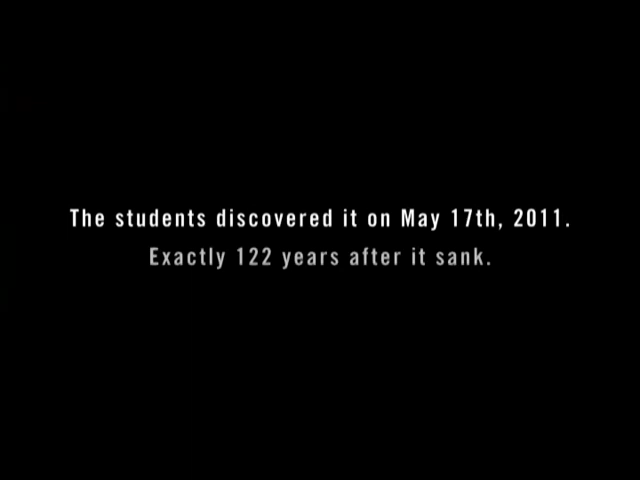 The students discovered it on May 17th, 2011.
Exactly 122 years after it sank.